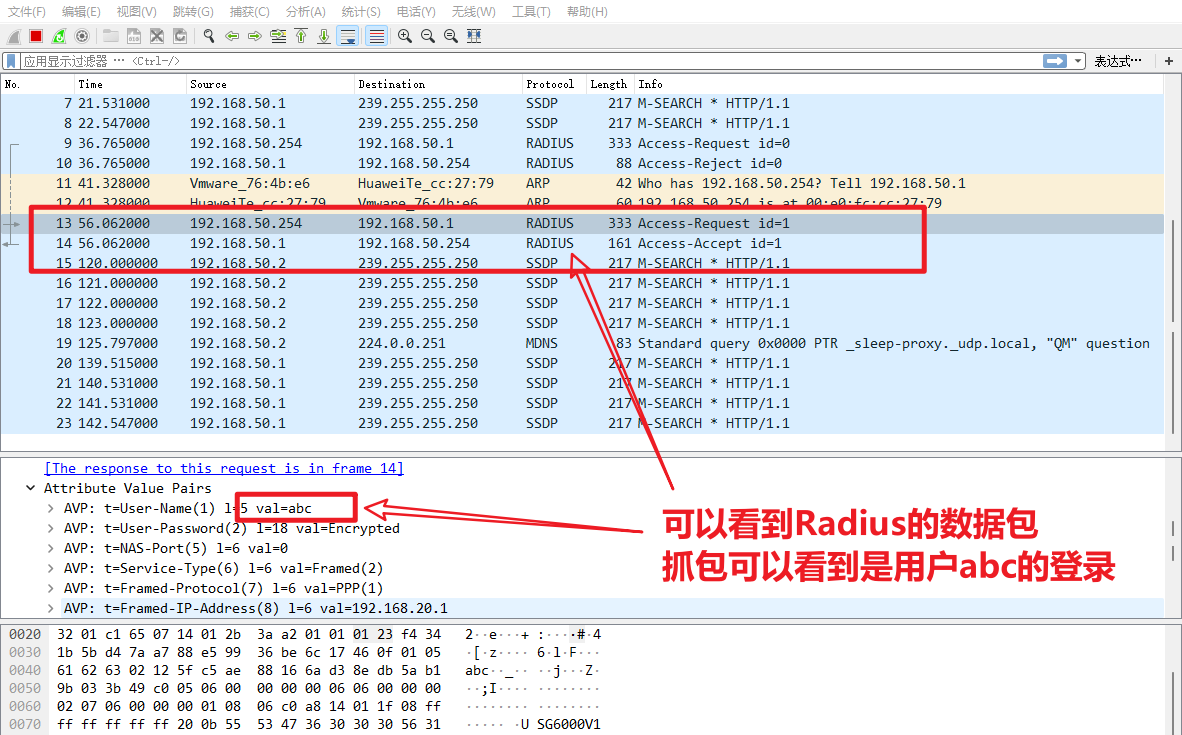 文件(F) 编辑(E) 视图(V) 跳转(G) 捕获(C) 分析(A) 统计(S) 电话(Y) 无线(W) 工具(T) 帮助(H)
应用显示过滤器 … <Ctrl-/> 表达式… +
No. Time Source Destination Protocol Length Info
7 21.531000 192.168.50.1 239.255.255.250 SSDP 217 M-SEARCH * HTTP/1.1
8 22.547000 192.168.50.1 239.255.255.250 SSDP 217 M-SEARCH * HTTP/1.1
9 36.765000 192.168.50.254 192.168.50.1 RADIUS 333 Access-Request id=0
10 36.765000 192.168.50.1 192.168.50.254 RADIUS 88 Access-Reject id=0
11 41.328000 Vmware_76:4b:e6 HuaweiTe_cc:27:79 ARP 42 Who has 192.168.50.254? Tell 192.168.50.1
12 41.328000 HuaweiTe_cc:27:79 Vmware_76:4b:e6 ARP 60 192.168.50.254 is at 00:e0:fc:cc:27:79
13 56.062000 192.168.50.254 192.168.50.1 RADIUS 333 Access-Request id=1
14 56.062000 192.168.50.1 192.168.50.254 RADIUS 161 Access-Accept id=1
15 120.000000 192.168.50.2 239.255.255.250 SSDP 217 M-SEARCH * HTTP/1.1
16 121.000000 192.168.50.2 239.255.255.250 SSDP 217 M-SEARCH * HTTP/1.1
17 122.000000 192.168.50.2 239.255.255.250 SSDP 217 M-SEARCH * HTTP/1.1
18 123.000000 192.168.50.2 239.255.255.250 SSDP 217 M-SEARCH * HTTP/1.1
19 125.797000 192.168.50.2 224.0.0.251 MDNS 83 Standard query 0x0000 PTR _sleep-proxy._udp.local, "QM" question
20 139.515000 192.168.50.1 239.255.255.250 SSDP 217 M-SEARCH * HTTP/1.1
21 140.531000 192.168.50.1 239.255.255.250 SSDP 217 M-SEARCH * HTTP/1.1
22 141.531000 192.168.50.1 239.255.255.250 SSDP 217 M-SEARCH * HTTP/1.1
23 142.547000 192.168.50.1 239.255.255.250 SSDP 217 M-SEARCH * HTTP/1.1
[The response to this request is in frame 14]
Attribute Value Pairs
AVP: t=User-Name(1) l=5 val=abc
AVP: t=User-Password(2) l=18 val=Encrypted
AVP: t=NAS-Port(5) l=6 val=0
AVP: t=Service-Type(6) l=6 val=Framed(2)
AVP: t=Framed-Protocol(7) l=6 val=PPP(1)
AVP: t=Framed-IP-Address(8) l=6 val=192.168.20.1
可以看到Radius的数据包
抓包可以看到是用户abc的登录
0020 32 01 c1 65 07 14 01 2b 3a a2 01 01 01 23 f4 34 2··e···+ :····#·4
0030 1b 5b d4 7a a7 88 e5 99 36 be 6c 17 46 0f 01 05 ·[·z···· 6·l·F···
0040 61 62 63 02 12 5f c5 ae 88 16 6a d3 8e db 5a b1 abc··_·· ··j···Z·
0050 9b 03 3b 49 c0 05 06 00 00 00 00 06 06 00 00 00 ··;I···· ········
0060 02 07 06 00 00 00 01 08 06 c0 a8 14 01 1f 08 ff ········ ········
0070 ff ff ff ff ff 20 0b 55 53 47 36 30 30 30 56 31 ····· ·U SG6000V1